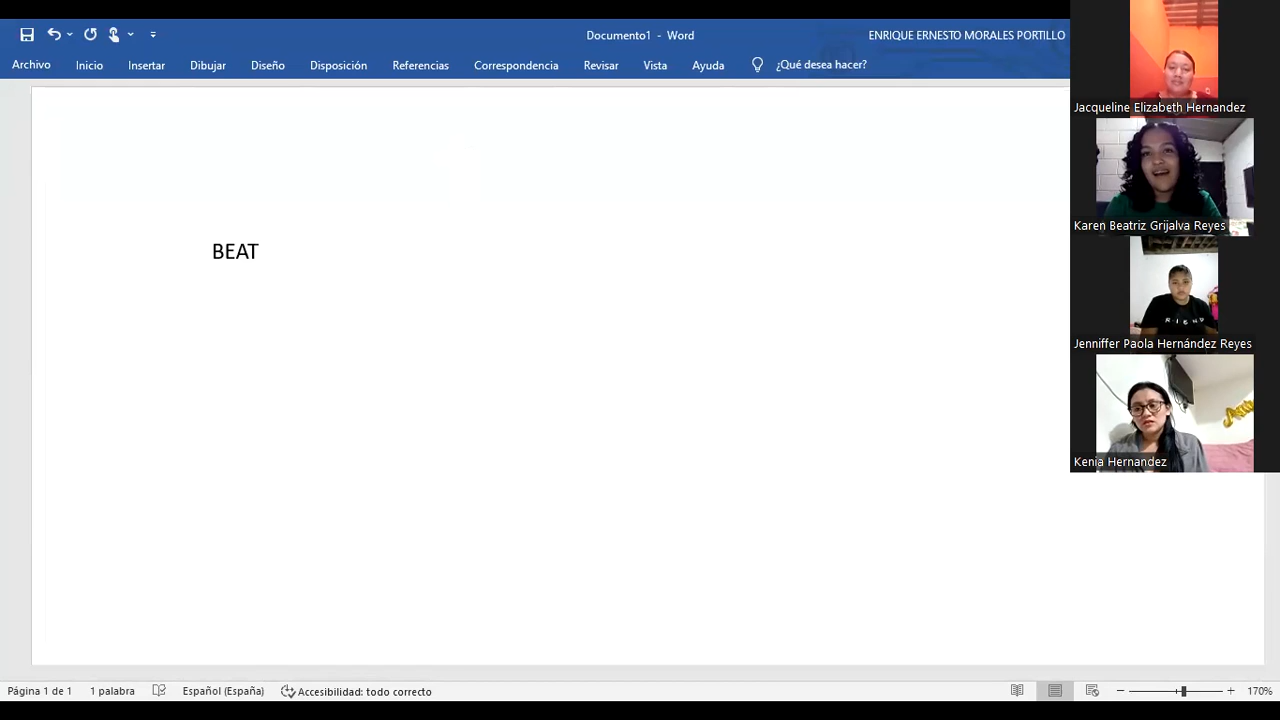 Documento1 - Word
ENRIQUE ERNESTO MORALES PORTILLO
Archivo Inicio Insertar Dibujar Diseño Disposición Referencias Correspondencia Revisar Vista Ayuda ¿Qué desea hacer?
BEAT
Jacqueline Elizabeth Hernandez
Karen Beatriz Grijalva Reyes
FRIEND
Jenniffer Paola Hernández Reyes
Kenia Hernandez
Página 1 de 1 1 palabra Español (España) Accesibilidad: todo correcto 170%